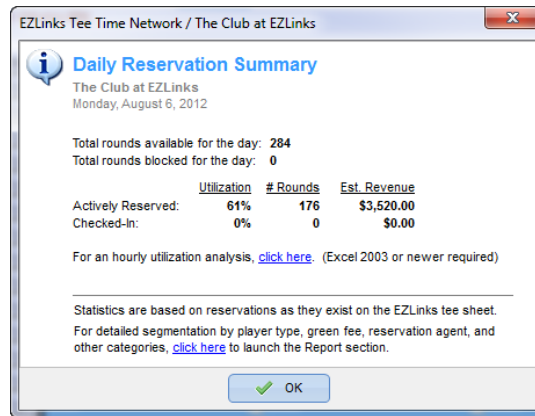 EZLinks Tee Time Network / The Club at EZLinks
Daily Reservation Summary
The Club at EZLinks
Monday, August 6, 2012
Total rounds available for the day: 284
Total rounds blocked for the day: 0
Utilization # Rounds Est. Revenue
Actively Reserved: 61% 176 $3,520.00
Checked-In: 0% 0 $0.00
For an hourly utilization analysis, click here. (Excel 2003 or newer required)
Statistics are based on reservations as they exist on the EZLinks tee sheet.
For detailed segmentation by player type, green fee, reservation agent, and
other categories, click here to launch the Report section.
OK